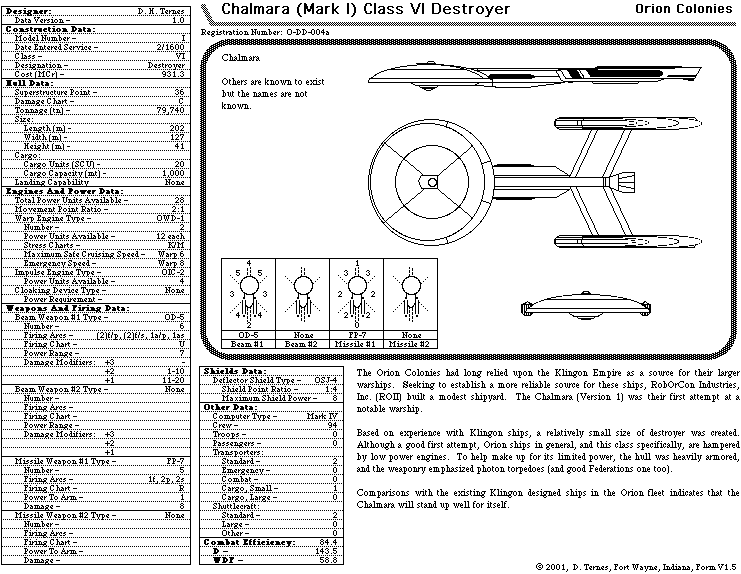 Designer: D. H. Ternes
Data Version - 1.0
Construction Data:
Model Number - I
Date Entered Service - 2/1600
Class - VI
Designation - Destroyer
Cost (MCr) - 931.3
Hull Data:
Superstructure Point - 36
Damage Chart - C
Tonnage (tn) - 79,740
Size:
Length (m) - 202
Width (m) - 127
Height (m) - 41
Cargo:
Cargo Units (SCU) - 20
Cargo Capacity (mt) - 1,000
Landing Capability None
Engines And Power Data:
Total Power Units Available - 28
Movement Point Ratio - 2:1
Warp Engine Type - OWD-1
Number - 2
Power Units Available - 12 each
Stress Charts - K/M
Maximum Safe Cruising Speed - Warp 6
Emergency Speed - Warp 8
Impulse Engine Type - OIC-2
Power Units Available - 4
Cloaking Device Type - None
Power Requirement -
Weapons And Firing Data:
Beam Weapon #1 Type - OD-5
Number - 6
Firing Arcs - (2)f/p, (2)f/s, 1a/p, 1as
Firing Chart - U
Power Range - 7
Damage Modifiers: +3 -
+2 1-10
+1 11-20
Beam Weapon #2 Type - None
Number -
Firing Arcs -
Firing Chart -
Power Range -
Damage Modifiers: +3
+2
+1
Missile Weapon #1 Type - FP-7
Number - 5
Firing Arcs - 1f, 2p, 2s
Firing Chart - R
Power To Arm - 1
Damage - 8
Missile Weapon #2 Type - None
Number -
Firing Arcs -
Firing Chart -
Power To Arm -
Damage -
Chalmara (Mark I) Class VI Destroyer
Orion Colonies
Registration Number: O-DD-004a
Chalmara
Others are known to exist
but the names are not
known.
4 1
5 5 3 3
3 3 2 2
4 4 2 2
2 0
OD-5 None FP-7 None
Beam #1 Beam #2 Missile #1 Missile #2
Shields Data:
Deflector Shield Type - OSJ-4
Shield Point Ratio - 1:4
Maximum Shield Power - 8
Other Data:
Computer Type - Mark IV
Crew - 94
Troops - 0
Passengers - 0
Transporters:
Standard - 2
Emergency - 0
Combat - 0
Cargo, Small - 1
Cargo, Large - 0
Shuttlecraft:
Standard - 2
Large - 0
Other - 0
Combat Efficiency: 84.4
D - 143.5
WDF - 58.8
The Orion Colonies had long relied upon the Klingon Empire as a source for their larger
warships. Seeking to establish a more reliable source for these ships, RobOrCon Industries,
Inc. (ROII) built a modest shipyard. The Chalmara (Version 1) was their first attempt at a
notable warship.
Based on experience with Klingon ships, a relatively small size of destroyer was created.
Although a good first attempt, Orion ships in general, and this class specifically, are hampered
by low power engines. To help make up for its limited power, the hull was heavily armored,
and the weaponry emphasized photon torpedoes (and good Federations one too).
Comparisons with the existing Klingon designed ships in the Orion fleet indicates that the
Chalmara will stand up well for itself.
© 2001, D. Ternes, Fort Wayne, Indiana, Form V1.5